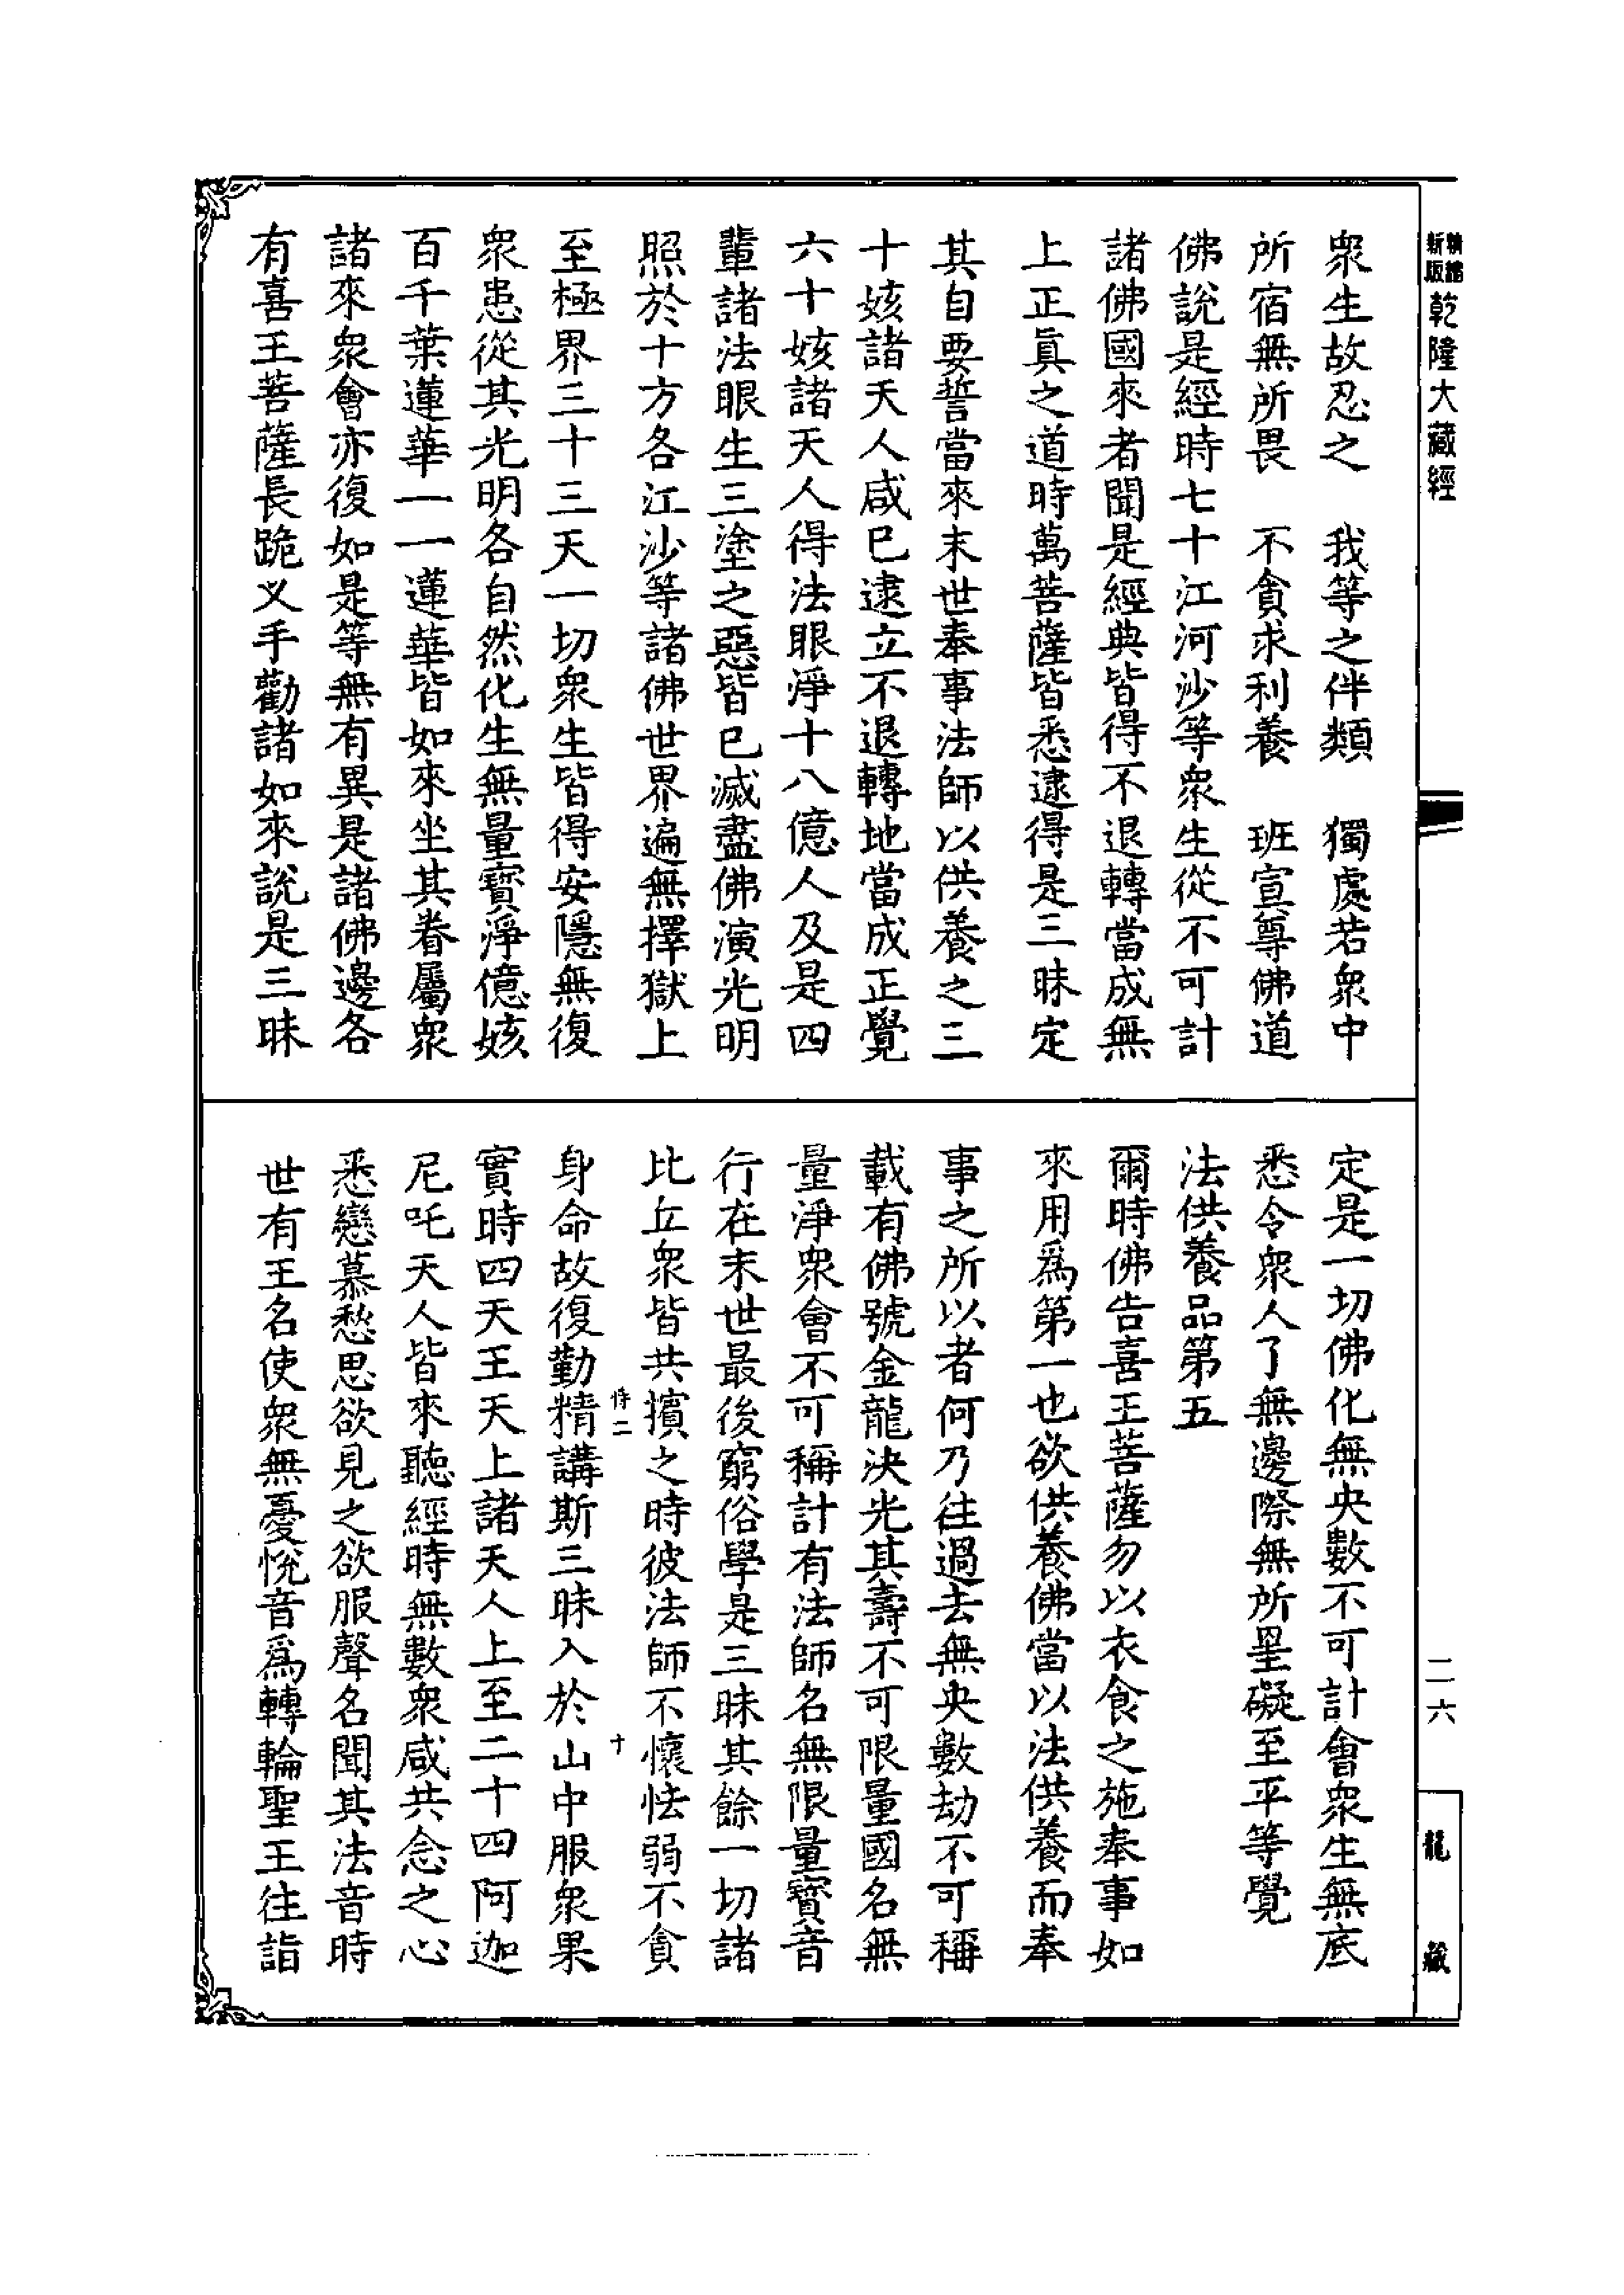 新版精縮乾隆大藏經
衆生故忍之　我等之伴類　獨處若衆中
所宿無所畏　不貪求利養　班宣尊佛道
佛說是經時七十江河沙等衆生從不可計
諸佛國來者聞是經典皆得不退轉當成無
上正真之道時萬菩薩皆悉逮得是三昧定
其自要誓當來末世奉事法師以供養之三
十姟諸天人咸已逮立不退轉地當成正覺
六十姟諸天人得法眼淨十八億人及是四
輩諸法眼生三塗之惡皆已滅盡佛演光明
照於十方各江沙等諸佛世界遍無擇獄上
至極界三十三天一切衆生皆得安隱無復
衆患從其光明各自然化生無量寶淨億姟
百千葉蓮華一一蓮華皆如來坐其眷屬衆
諸來衆會亦復如是等無有異是諸佛邊各
有喜王菩薩長跪叉手勸諸如來說是三昧
定是一切佛化無央數不可計會衆生無底
悉令衆人了無邊際無所罣礙至平等覺
法供養品第五
爾時佛告喜王菩薩勿以衣食之施奉事如
來用爲第一也欲供養佛當以法供養而奉
事之所以者何乃往過去無央數劫不可稱
載有佛號金龍決光其壽不可限量國名無
量淨衆會不可稱計有法師名無限量寶音
行在末世最後窮俗學是三昧其餘一切諸
比丘衆皆共擯之時彼法師不懷怯弱不貪
身命故復勤精講斯三昧入於山中服衆果
實時四天王天上諸天人上至二十四阿迦
尼吒天人皆來聽經時無數衆咸共念之心
悉戀慕愁思欲見之欲服聲名聞其法音時
世有王名使衆無憂悅音爲轉輪聖王往詣
二六
龍藏